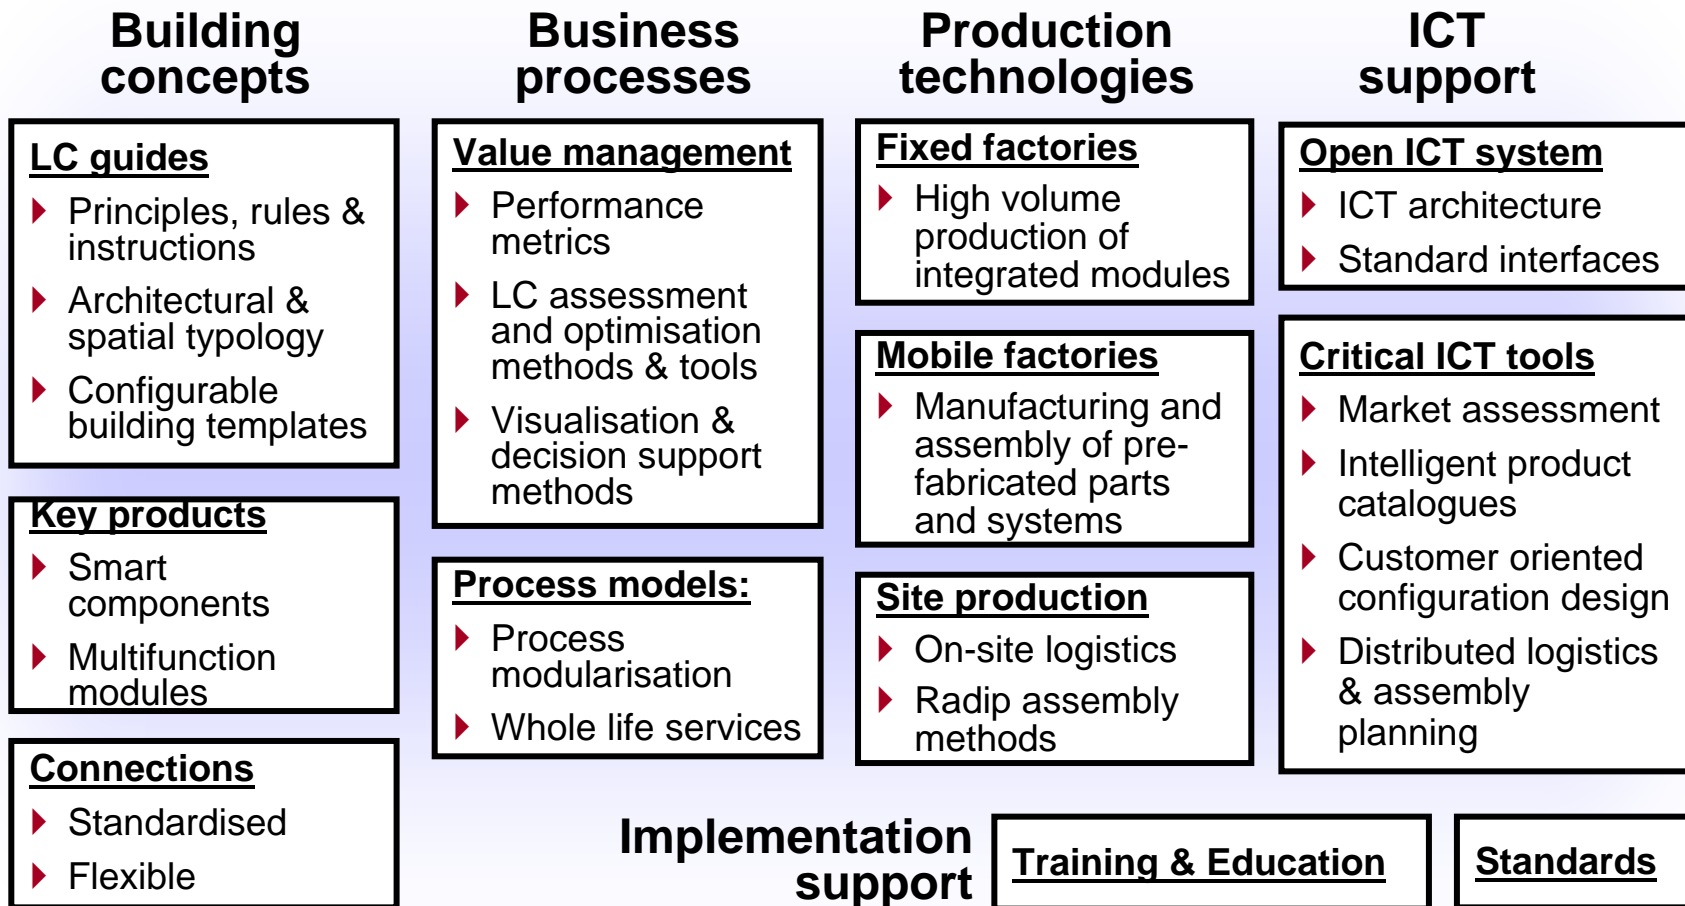 Building
concepts
LC guides
Principles, rules &
instructions
Architectural &
spatial typology
Configurable
building templates
Key products
Smart
components
Multifunction
modules
Connections
Standardised
Flexible
Business
processes
Value management
Performance
metrics
LC assessment
and optimisation
methods & tools
Visualisation &
decision support
methods
Process models:
Process
modularisation
Whole life services
Production
technologies
Fixed factories
High volume
production of
integrated modules
Mobile factories
Manufacturing and
assembly of pre-
fabricated parts
and systems
Site production
On-site logistics
Radip assembly
methods
ICT
support
Open ICT system
ICT architecture
Standard interfaces
Critical ICT tools
Market assessment
Intelligent product
catalogues
Customer oriented
configuration design
Distributed logistics
& assembly
planning
Implementation
support
Training & Education
Standards